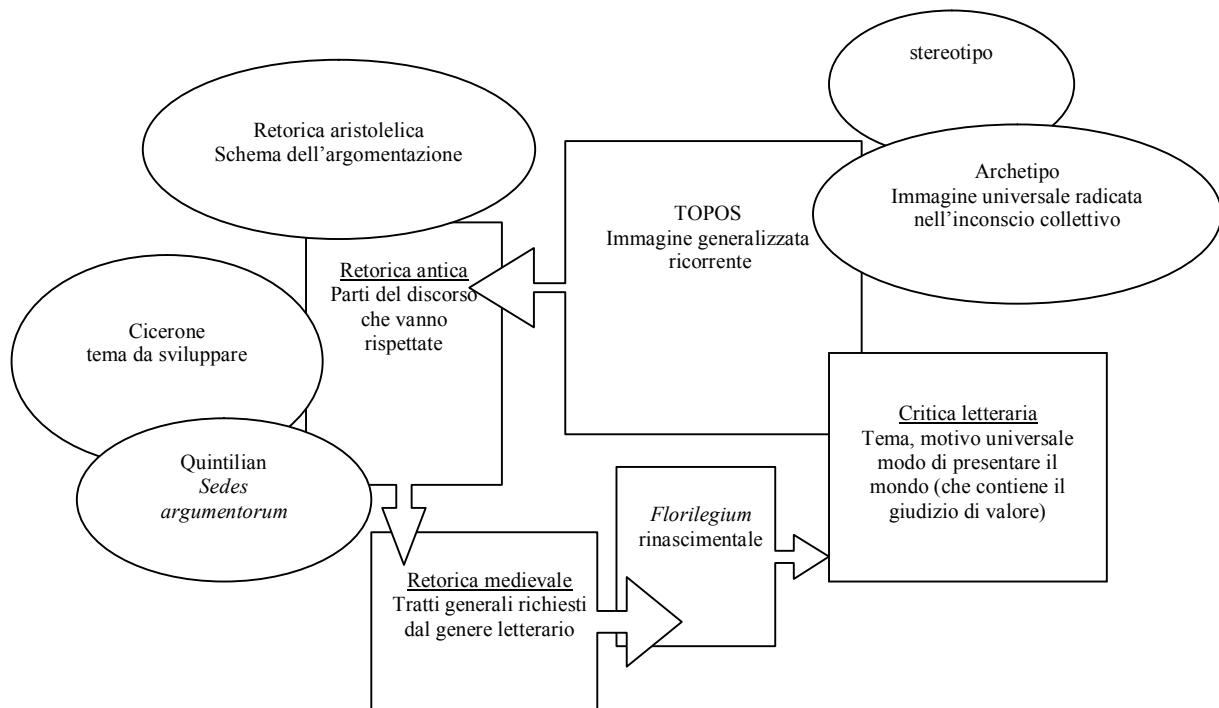 stereotipo
Retorica aristolelica
Schema dell’argomentazione
Archetipo
Immagine universale radicata
nell’inconscio collettivo
TOPOS
Immagine generalizzata
ricorrente
Retorica antica
Parti del discorso
che vanno
rispettate
Cicerone
tema da sviluppare
Quintilian
Sedes
argumentorum
Critica letteraria
Tema, motivo universale
modo di presentare il
mondo (che contiene il
giudizio di valore)
Florilegium
rinascimentale
Retorica medievale
Tratti generali richiesti
dal genere letterario